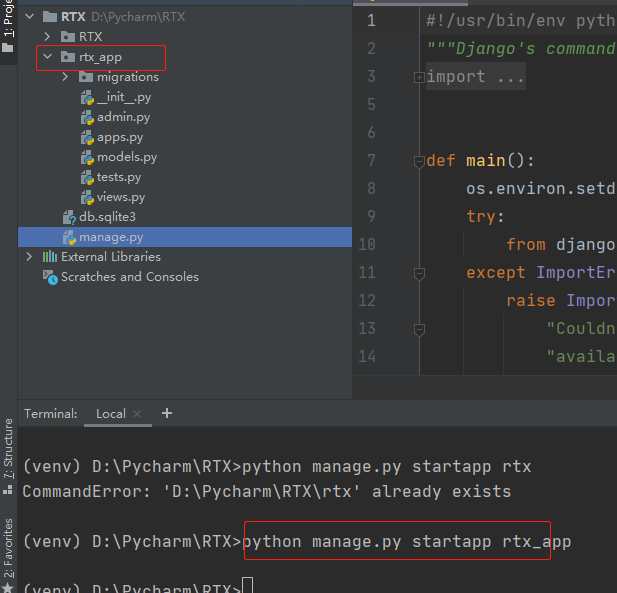 1: Proje
RTX D:\Pycharm\RTX
RTX
rtx_app
migrations
__init__.py
admin.py
apps.py
models.py
tests.py
views.py
db.sqlite3
manage.py
External Libraries
Scratches and Consoles
1 #!/usr/bin/env pyth
2 """Django's command
3 import ...
5
6
7 def main():
8 os.environ.setd
9 try:
10 from django
11 except ImportEr
12 raise Impor
13 "Couldn
14 "availa
Terminal: Local × +
7: Structure
2: Favorites
(venv) D:\Pycharm\RTX>python manage.py startapp rtx
CommandError: 'D:\Pycharm\RTX\rtx' already exists
(venv) D:\Pycharm\RTX>python manage.py startapp rtx_app
(venv) D:\Pycharm\RTX>